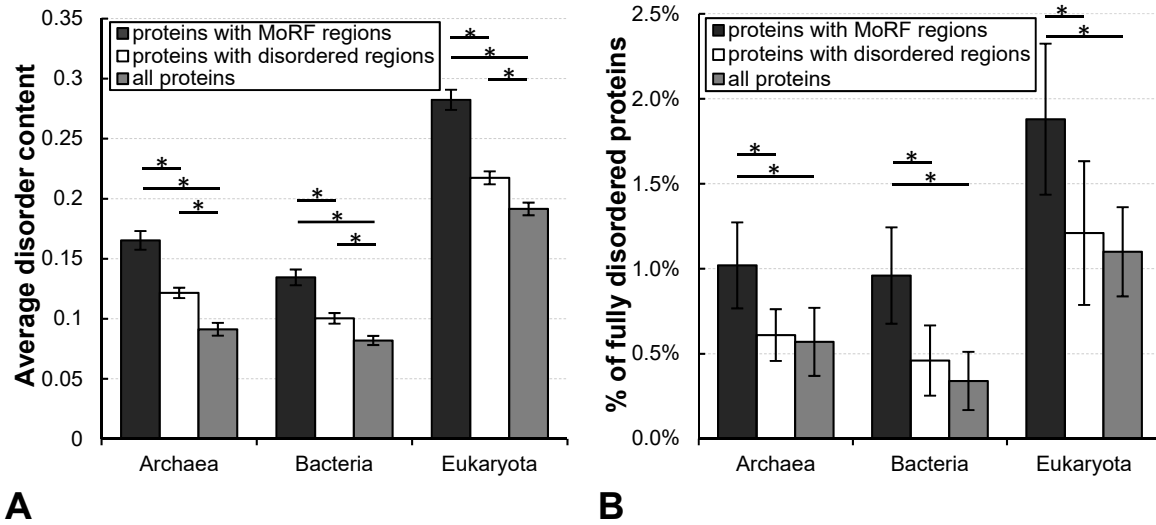 Average disorder content
0.35
0.3
0.25
0.2
0.15
0.1
0.05
0
proteins with MoRF regions
proteins with disordered regions
all proteins
* * *
* * *
* * *
Archaea Bacteria Eukaryota
A
% of fully disordered proteins
2.5%
2.0%
1.5%
1.0%
0.5%
0.0%
proteins with MoRF regions
proteins with disordered regions
all proteins
* *
* *
* *
Archaea Bacteria Eukaryota
B